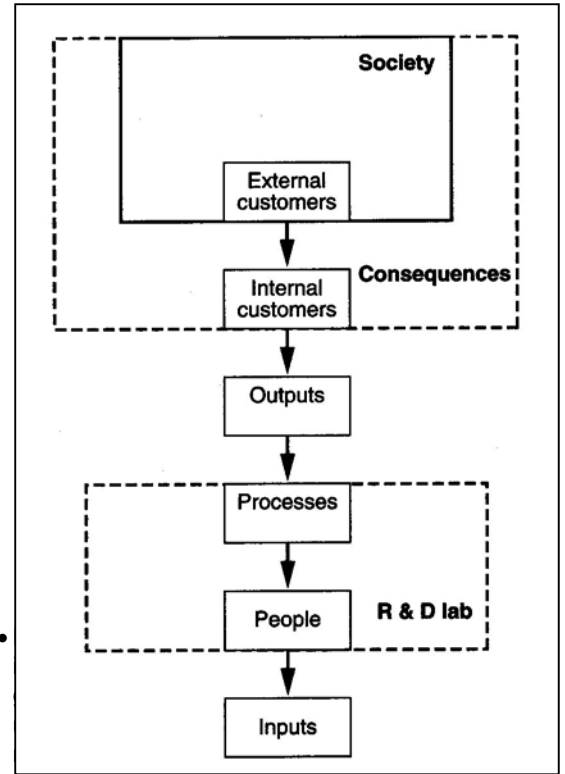 Society
External
customers
Consequences
Internal
customers
Outputs
Processes
People
R & D lab
Inputs